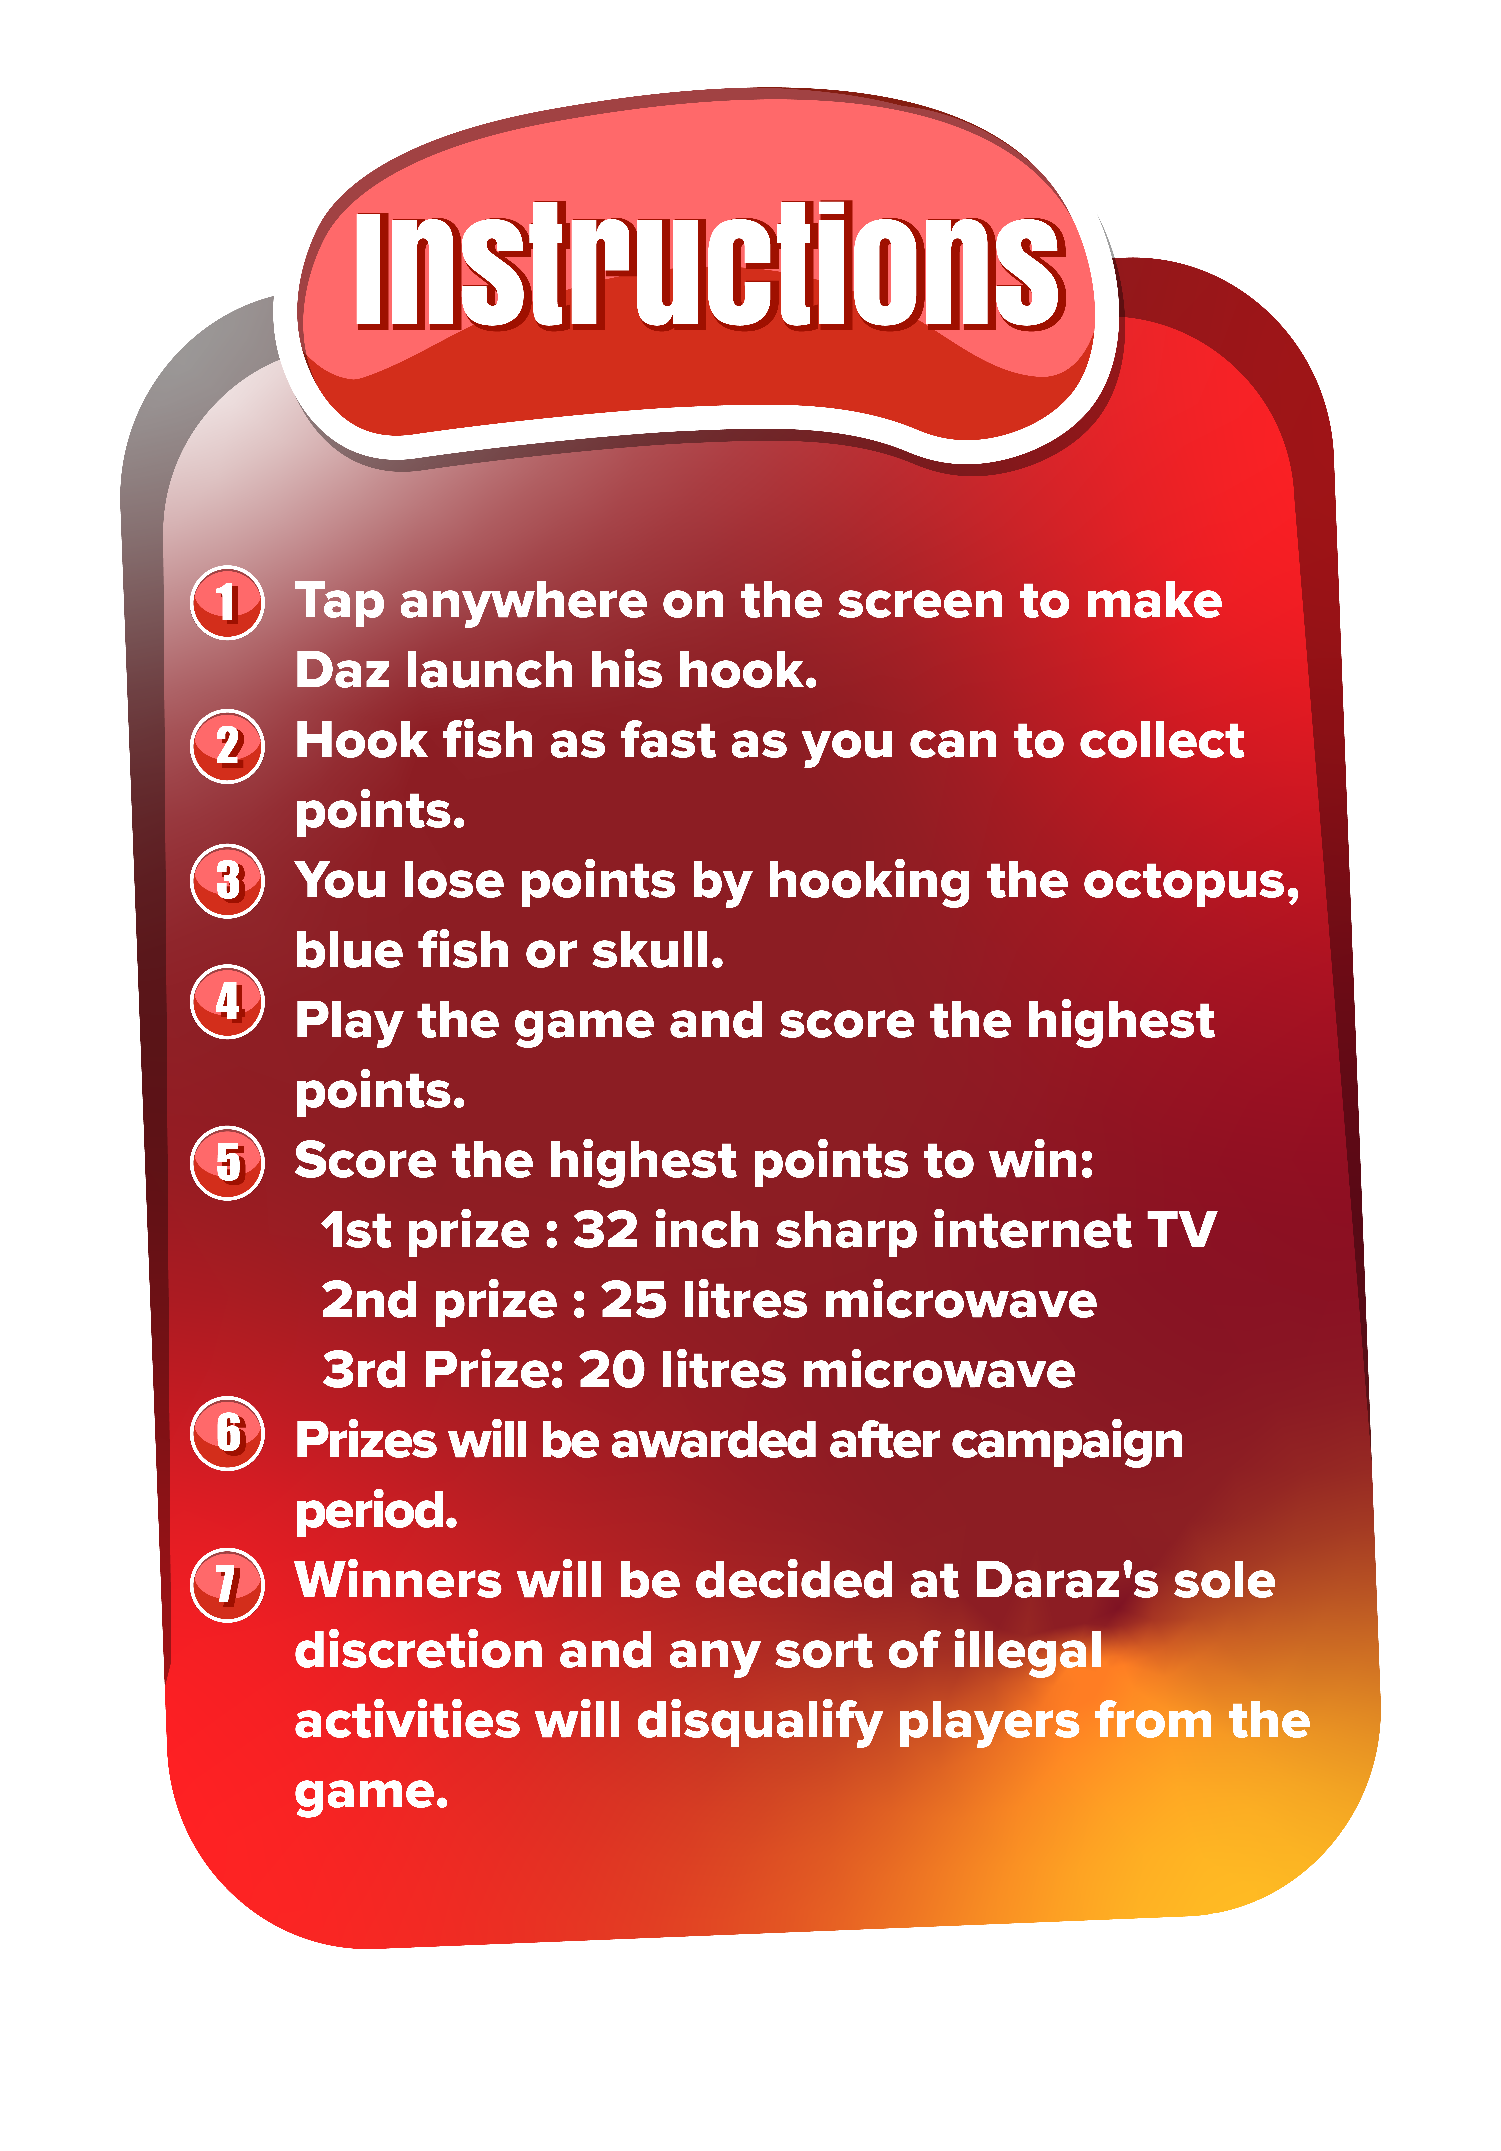 Instructions
1 Tap anywhere on the screen to make
Daz launch his hook.
2 Hook fish as fast as you can to collect
points.
3 You lose points by hooking the octopus,
blue fish or skull.
4 Play the game and score the highest
points.
5 Score the highest points to win:
1st prize : 32 inch sharp internet TV
2nd prize : 25 litres microwave
3rd Prize: 20 litres microwave
6 Prizes will be awarded after campaign
period.
7 Winners will be decided at Daraz's sole
discretion and any sort of illegal
activities will disqualify players from the
game.